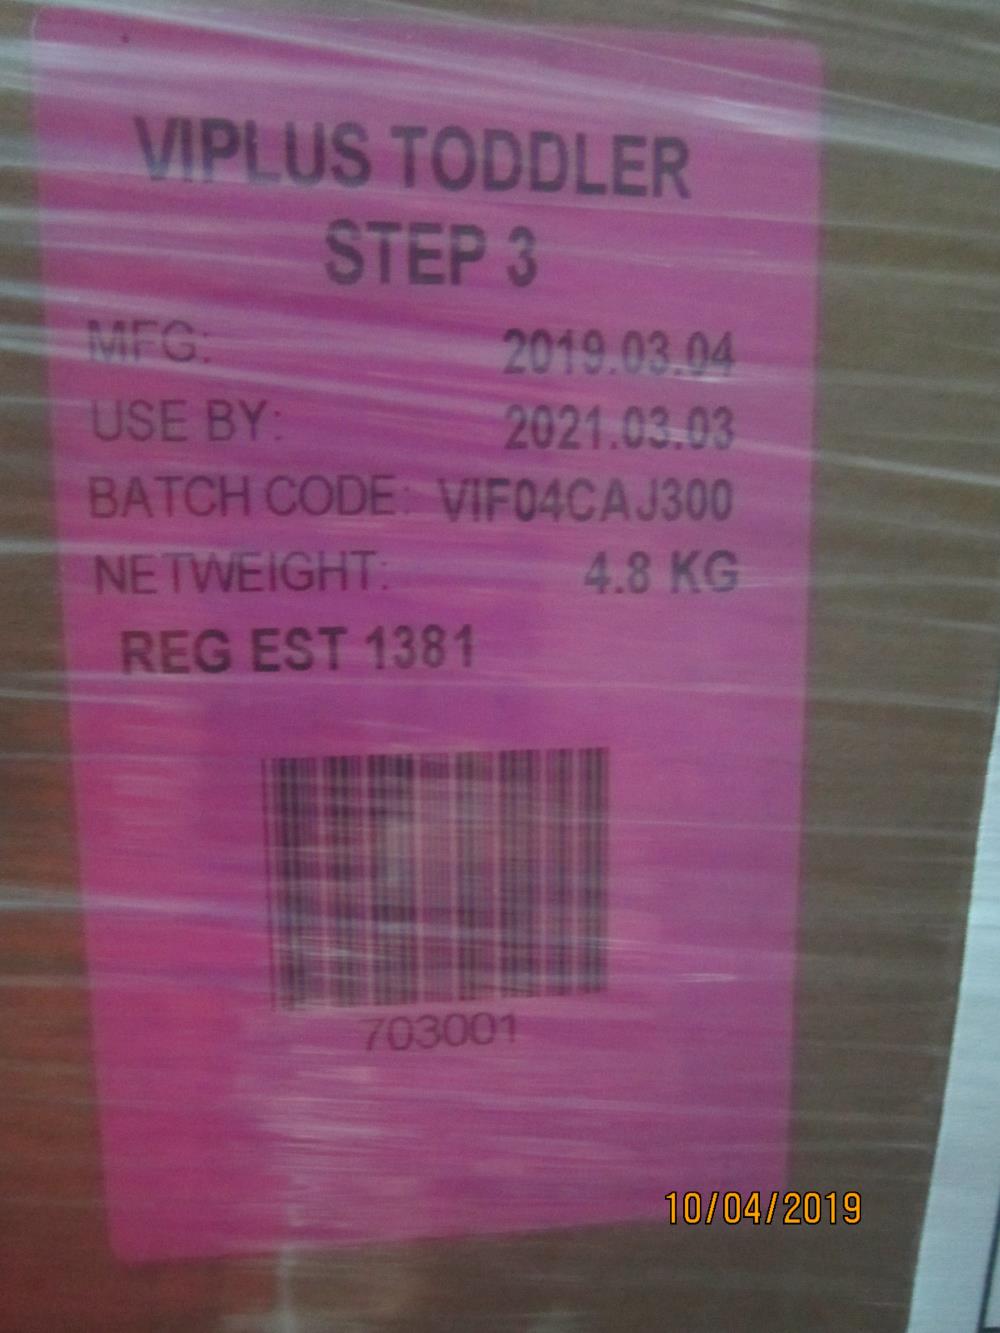 VIPLUS TODDLER
STEP 3
MFG: 2019.03.04
USE BY: 2021.03.03
BATCH CODE: VIF04CAJ300
NETWEIGHT: 4.8 KG
REG EST 1381
703001
10/04/2019